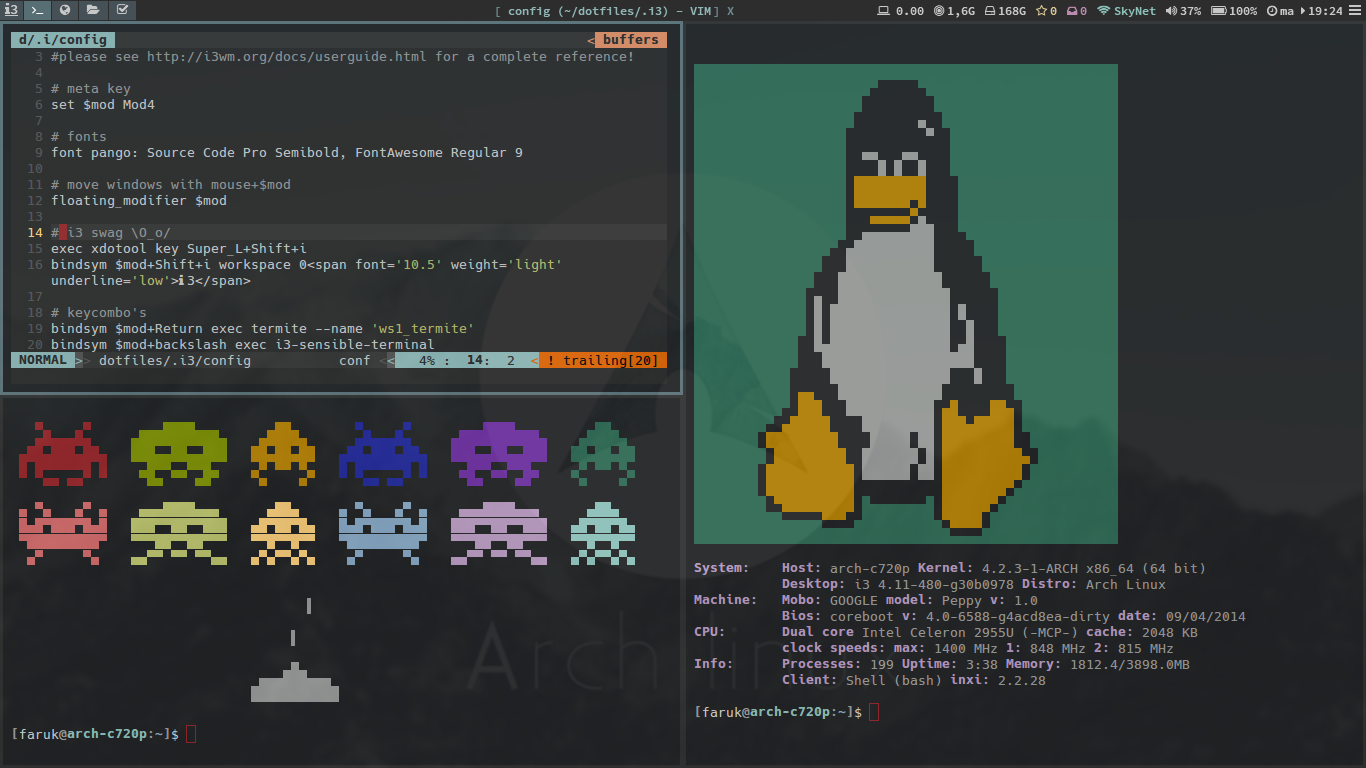 i3 [ config (~/dotfiles/.i3) – VIM] X 0.00 1,6G 168G 0 0 SkyNet 37% 100% ma 19:24
d/.i/config < buffers
3 #please see http://i3wm.org/docs/userguide.html for a complete reference!
4
5 # meta key
6 set $mod Mod4
7
8 # fonts
9 font pango: Source Code Pro Semibold, FontAwesome Regular 9
10
11 # move windows with mouse+$mod
12 floating_modifier $mod
13
14 # i3 swag \O_o/
15 exec xdotool key Super_L+Shift+i
16 bindsym $mod+Shift+i workspace 0<span font='10.5' weight='light'
underline='low'>i3</span>
17
18 # keycombo's
19 bindsym $mod+Return exec termite --name 'ws1_termite'
20 bindsym $mod+backslash exec i3-sensible-terminal
NORMAL >> dotfiles/.i3/config conf << 4% : 14: 2 < ! trailing[20]
[faruk@arch-c720p:~]$
System: Host: arch-c720p Kernel: 4.2.3-1-ARCH x86_64 (64 bit)
Desktop: i3 4.11-480-g30b0978 Distro: Arch Linux
Machine: Mobo: GOOGLE model: Peppy v: 1.0
Bios: coreboot v: 4.0-6588-g4acd8ea-dirty date: 09/04/2014
CPU: Dual core Intel Celeron 2955U (-MCP-) cache: 2048 KB
clock speeds: max: 1400 MHz 1: 848 MHz 2: 815 MHz
Info: Processes: 199 Uptime: 3:38 Memory: 1812.4/3898.0MB
Client: Shell (bash) inxi: 2.2.28
[faruk@arch-c720p:~]$
Arch lin